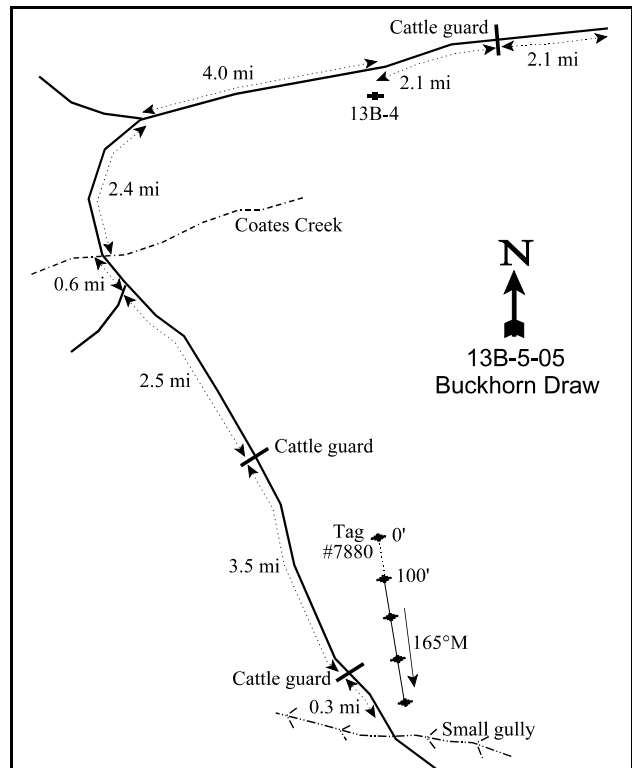 Cattle guard
4.0 mi
2.1 mi
2.1 mi
13B-4
2.4 mi
Coates Creek
0.6 mi
N
13B-5-05
Buckhorn Draw
2.5 mi
Cattle guard
Tag
#7880
0'
100'
3.5 mi
165°M
Cattle guard
0.3 mi
Small gully